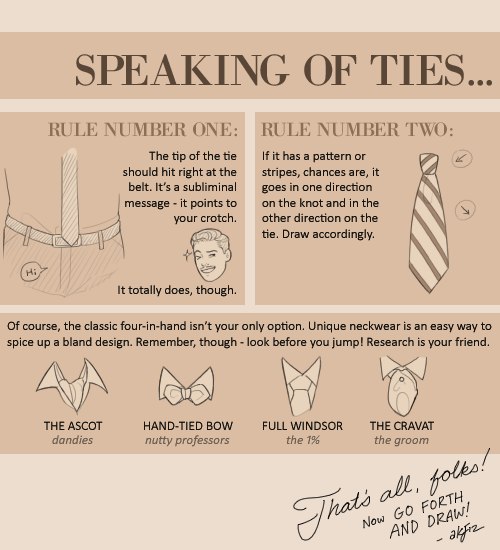 SPEAKING OF TIES...
RULE NUMBER ONE:
The tip of the tie
should hit right at the
belt. It's a subliminal
message - it points to
your crotch.
Hi
It totally does, though.
RULE NUMBER TWO:
If it has a pattern or
stripes, chances are, it
goes in one direction
on the knot and in the
other direction on the
tie. Draw accordingly.
Of course, the classic four-in-hand isn't your only option. Unique neckwear is an easy way to
spice up a bland design. Remember, though - look before you jump! Research is your friend.
THE ASCOT
dandies
HAND-TIED BOW
nutty professors
FULL WINDSOR
the 1%
THE CRAVAT
the groom
That's all, folks!
NOW GO FORTH
AND DRAW!